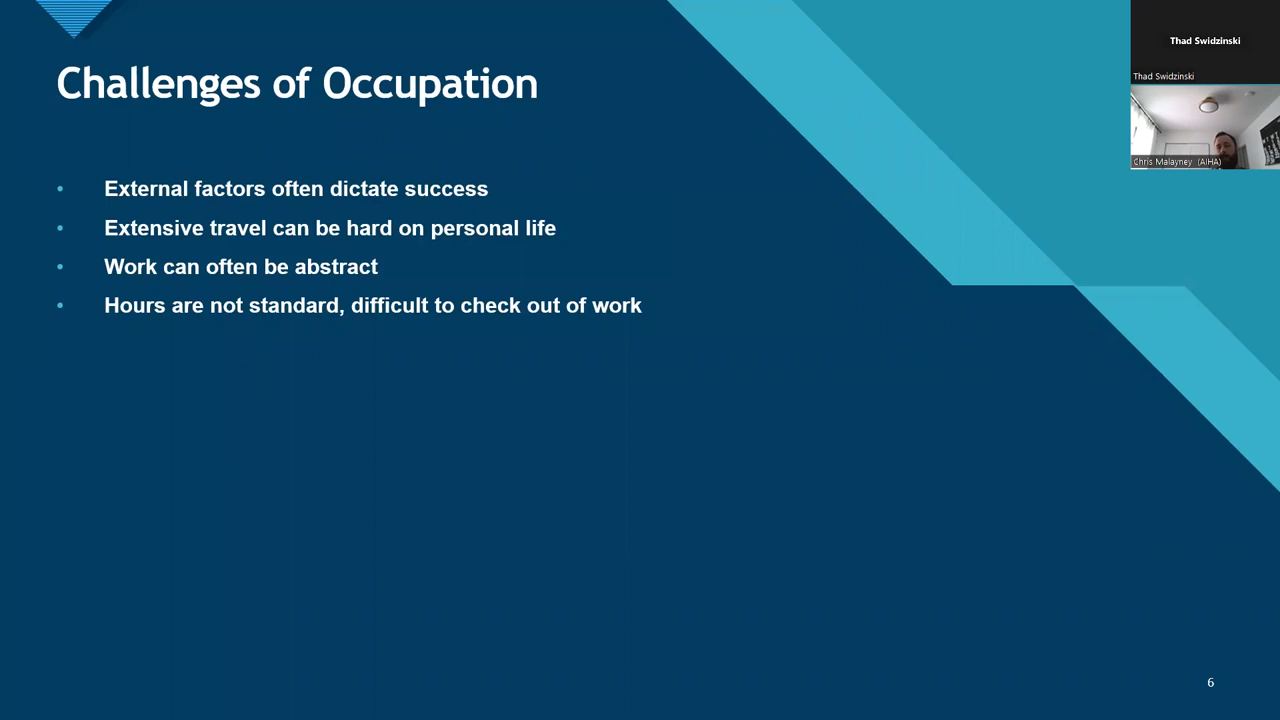 Challenges of Occupation
• External factors often dictate success
• Extensive travel can be hard on personal life
• Work can often be abstract
• Hours are not standard, difficult to check out of work
Thad Swidzinski
Thad Swidzinski
Chris Malayney (AIHA)
6